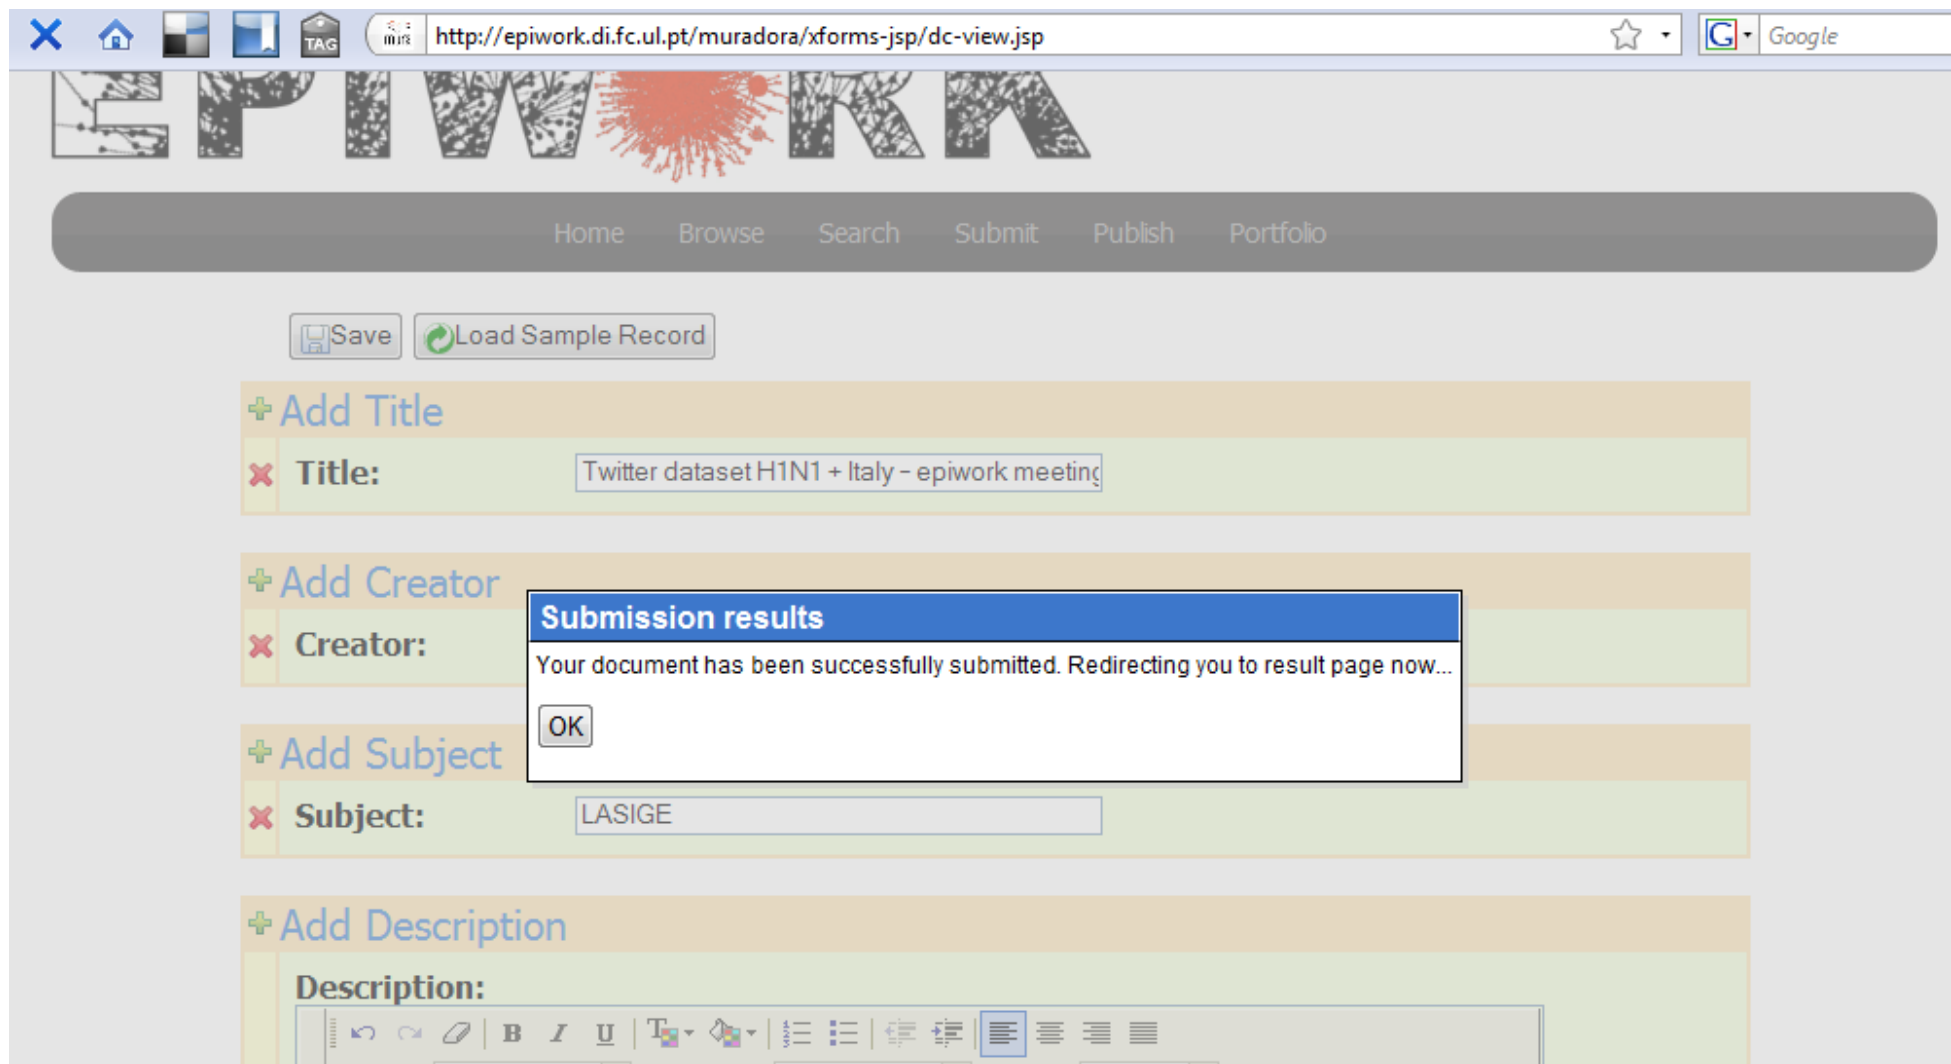 TAG
http://epiwork.di.fc.ul.pt/muradora/xforms-jsp/dc-view.jsp
G
Google
EPIWORK
Home Browse Search Submit Publish Portfolio
Save Load Sample Record
Add Title
Title: Twitter dataset H1N1 + Italy – epiwork meeting
Add Creator
Submission results
Creator:
Your document has been successfully submitted. Redirecting you to result page now...
OK
Add Subject
Subject: LASIGE
Add Description
Description:
B I U T